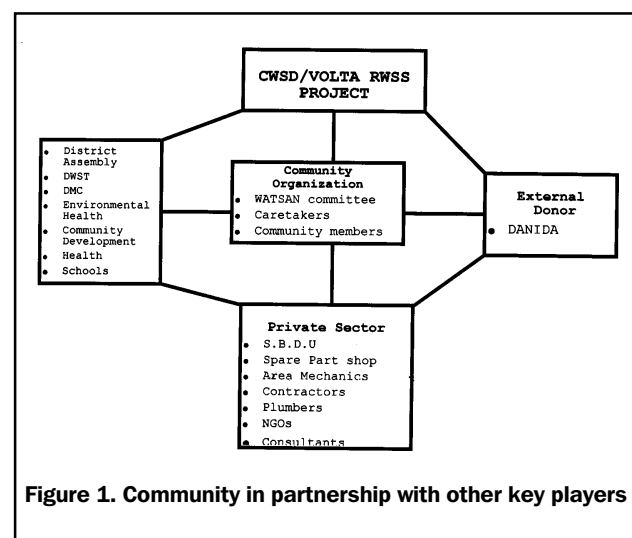 CWSD/VOLTA RWSS
PROJECT
• District
Assembly
• DWST
• DMC
• Environmental
Health
• Community
Development
• Health
• Schools
Community
Organization
• WATSAN committee
• Caretakers
• Community members
External
Donor
• DANIDA
Private Sector
• S.B.D.U
• Spare Part shop
• Area Mechanics
• Contractors
• Plumbers
• NGOs
• Consultants
Figure 1. Community in partnership with other key players